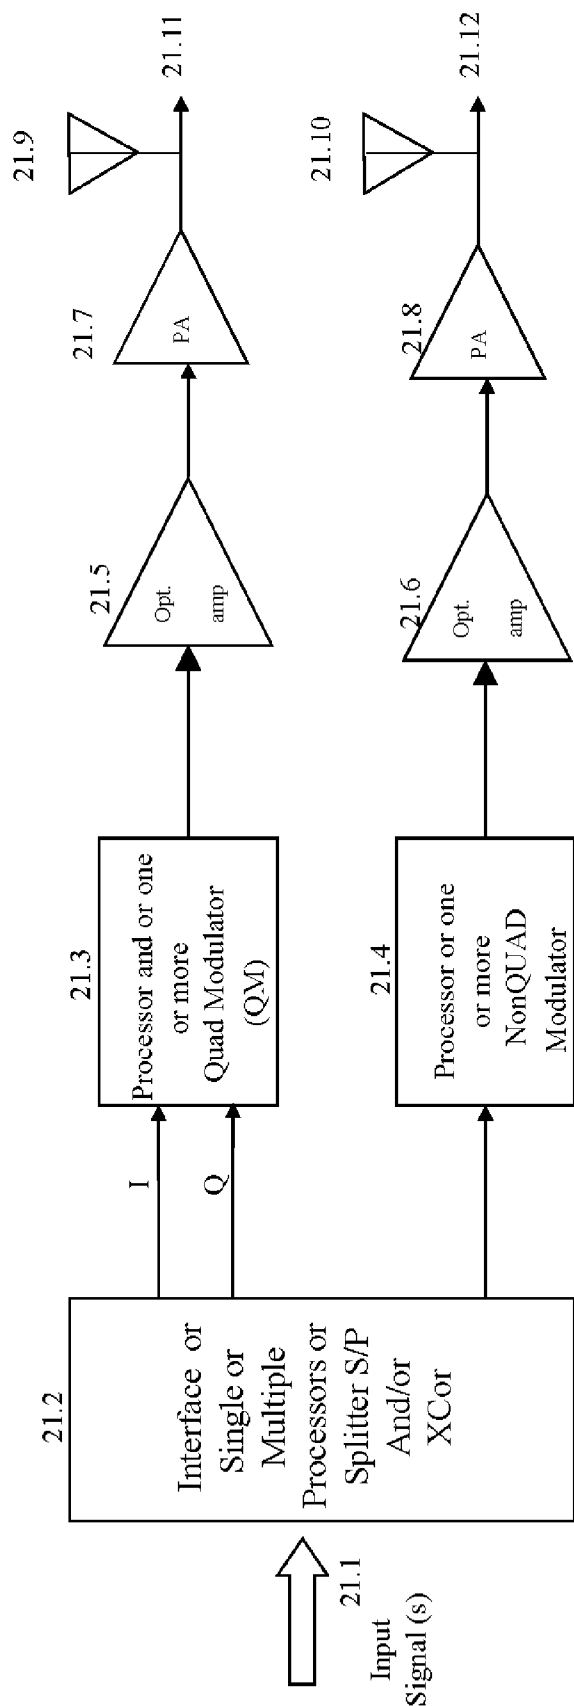 21.1
Input
Signal (s)
21.2
Interface or
Single or
Multiple
Processors or
Splitter S/P
And/or
XCor
I
Q
21.3
Processor and or one
or more
Quad Modulator
(QM)
21.5
Opt.
amp
21.7
PA
21.9
21.11
21.4
Processor or one
or more
NonQUAD
Modulator
21.6
Opt.
amp
21.8
PA
21.10
21.12